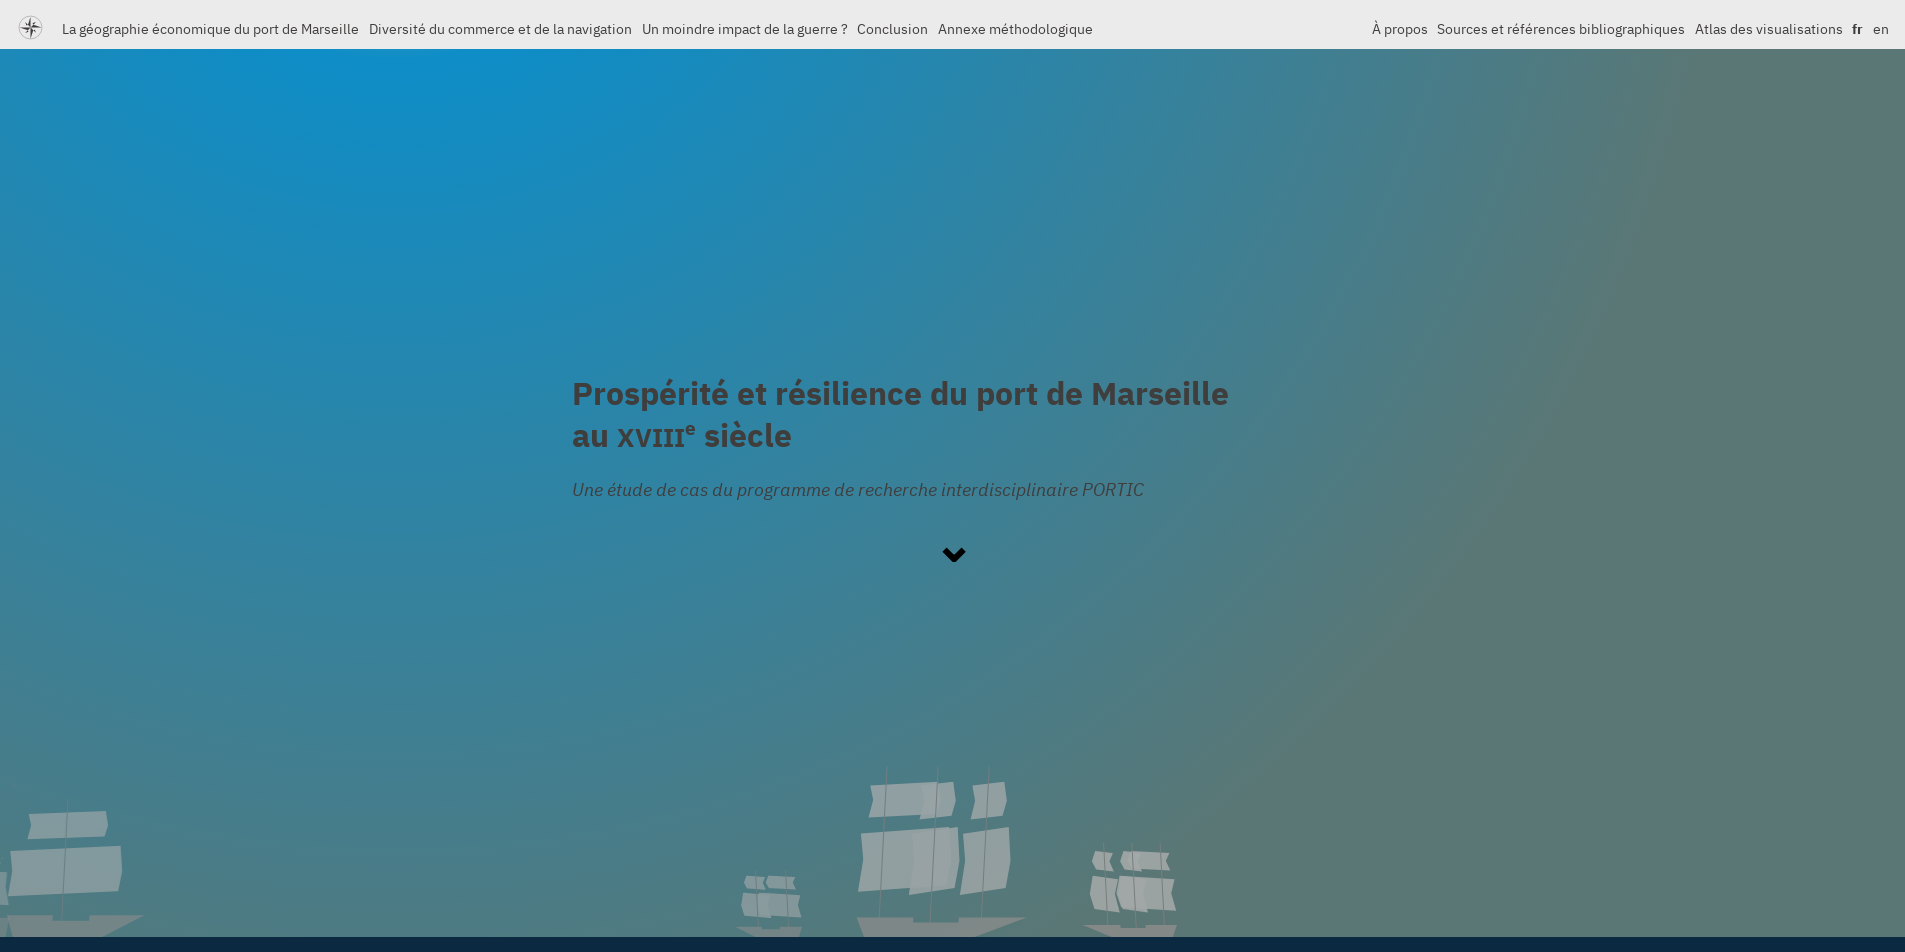 La géographie économique du port de Marseille Diversité du commerce et de la navigation Un moindre impact de la guerre ? Conclusion Annexe méthodologique À propos Sources et références bibliographiques Atlas des visualisations fr en
Prospérité et résilience du port de Marseille
au XVIIIe siècle
Une étude de cas du programme de recherche interdisciplinaire PORTIC